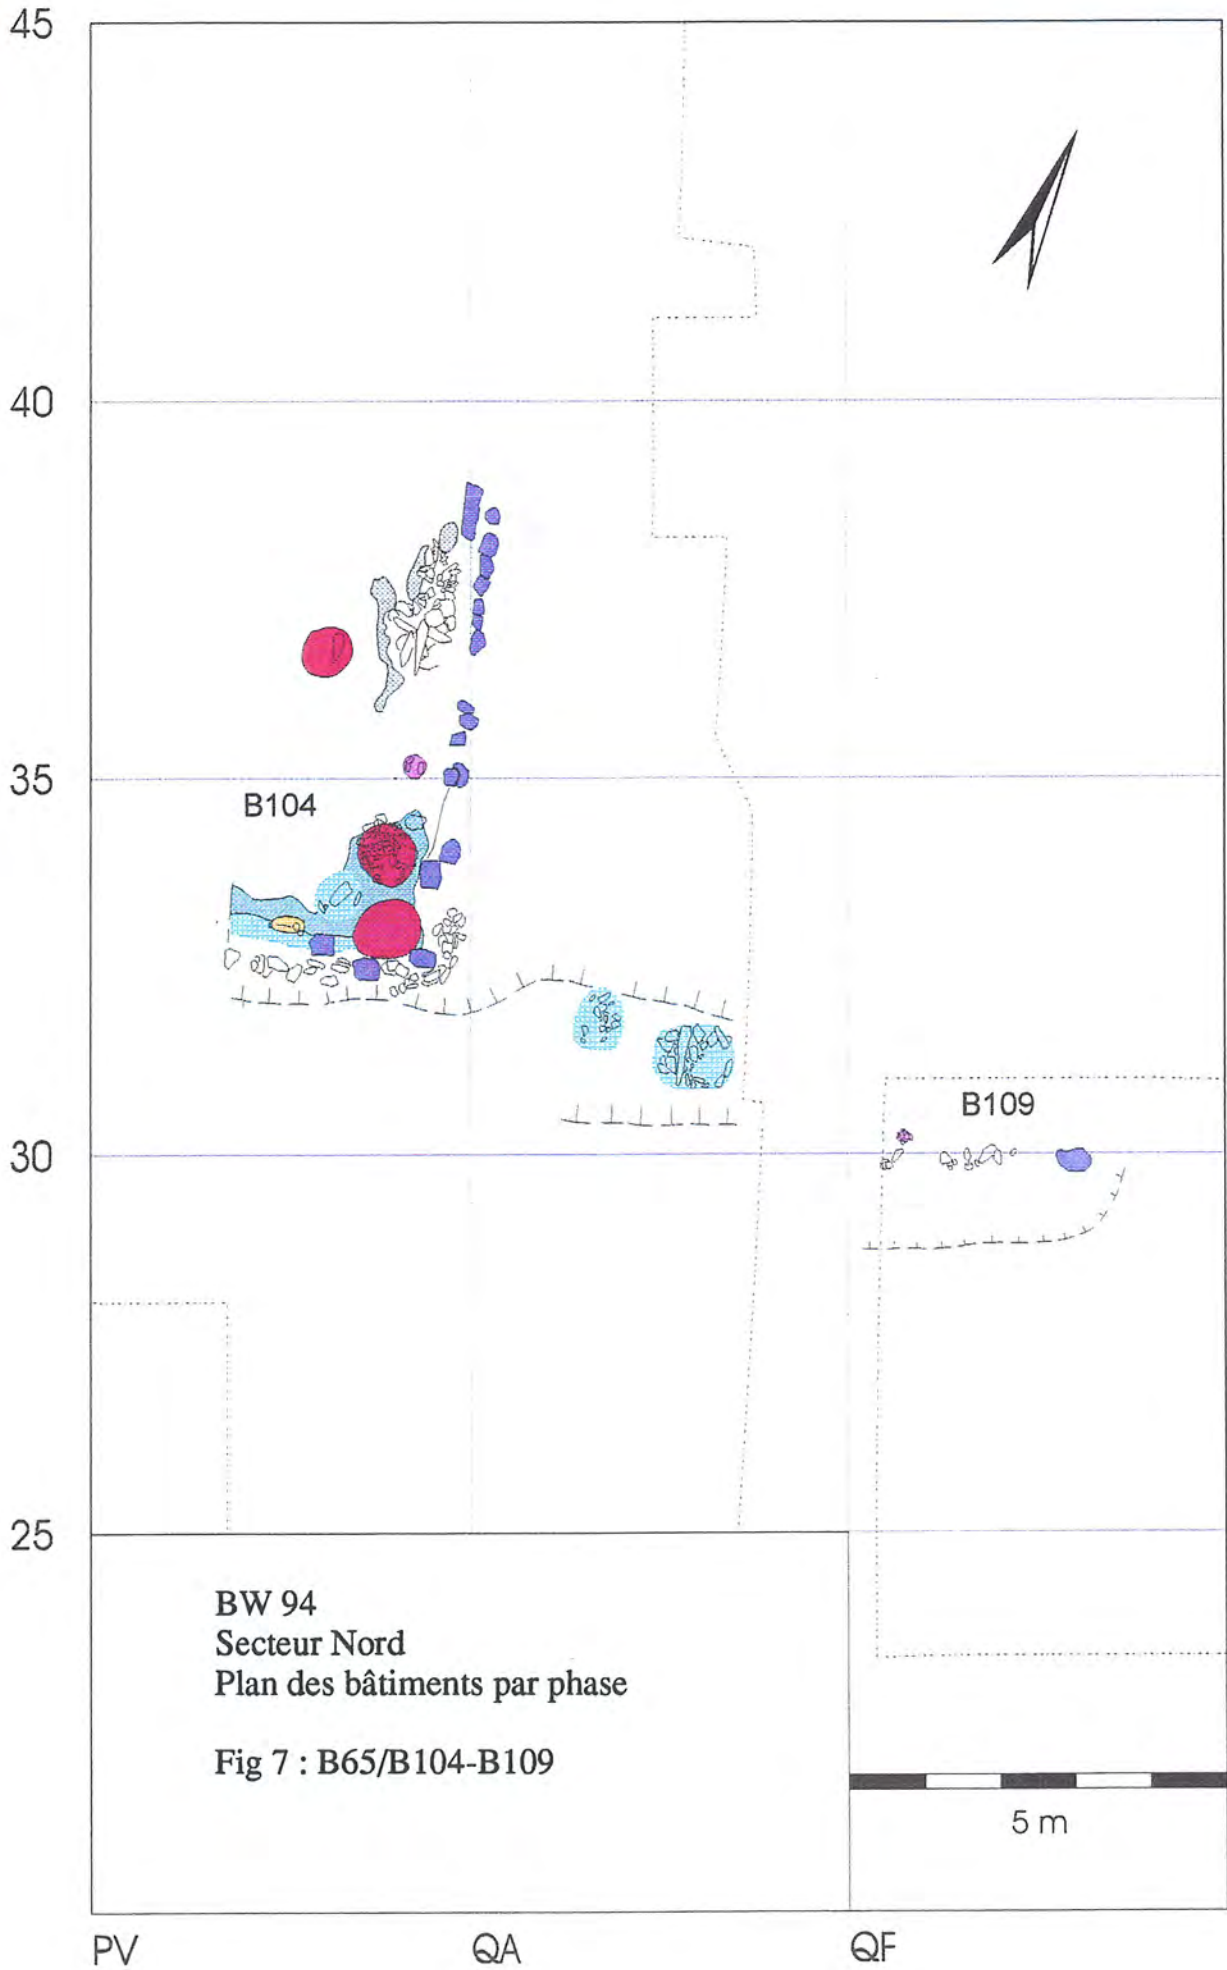 45
40
35
B104
B109
30
25
BW 94
Secteur Nord
Plan des bâtiments par phase
Fig 7 : B65/B104-B109
5 m
PV QA QF